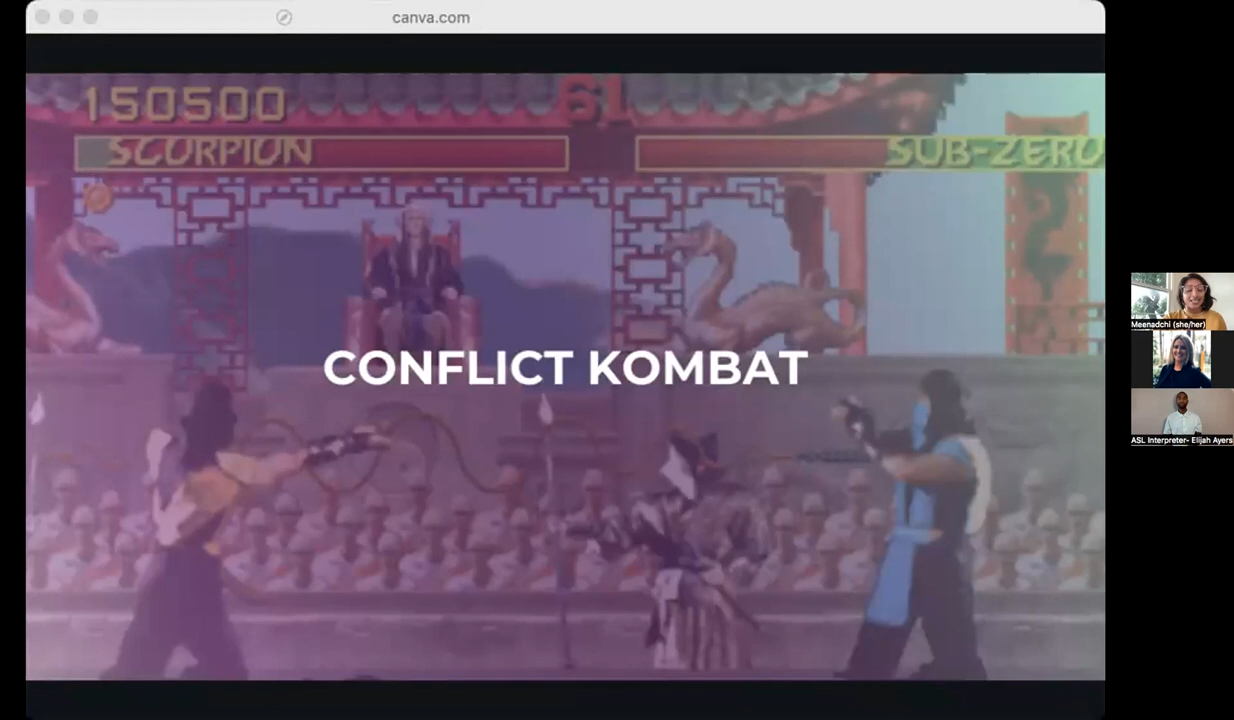 canva.com
150500
61
SCORPION
SUB-ZERO
CONFLICT KOMBAT
Meenadchi (she/her)
ASL Interpreter- Elijah Ayers